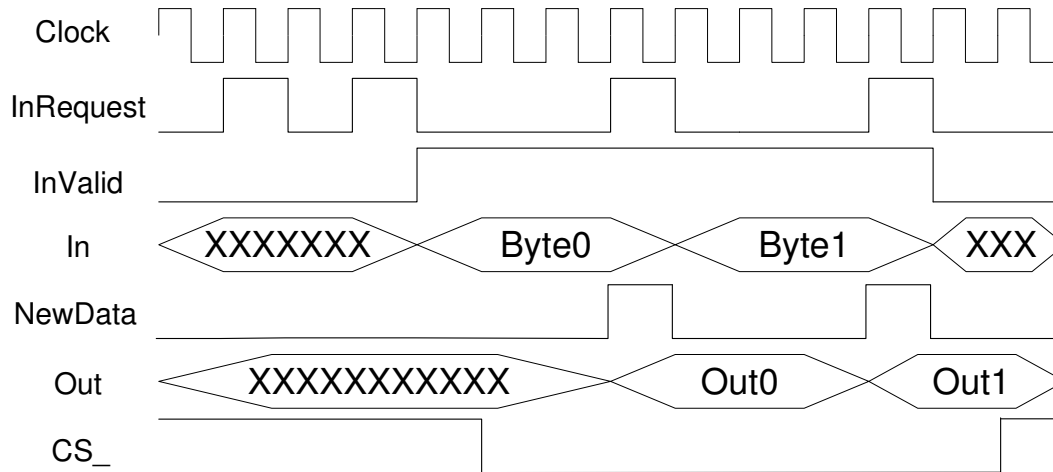 Clock
InRequest
InValid
In XXXXXXX Byte0 Byte1 XXX
NewData
Out XXXXXXXXXXX Out0 Out1
CS_